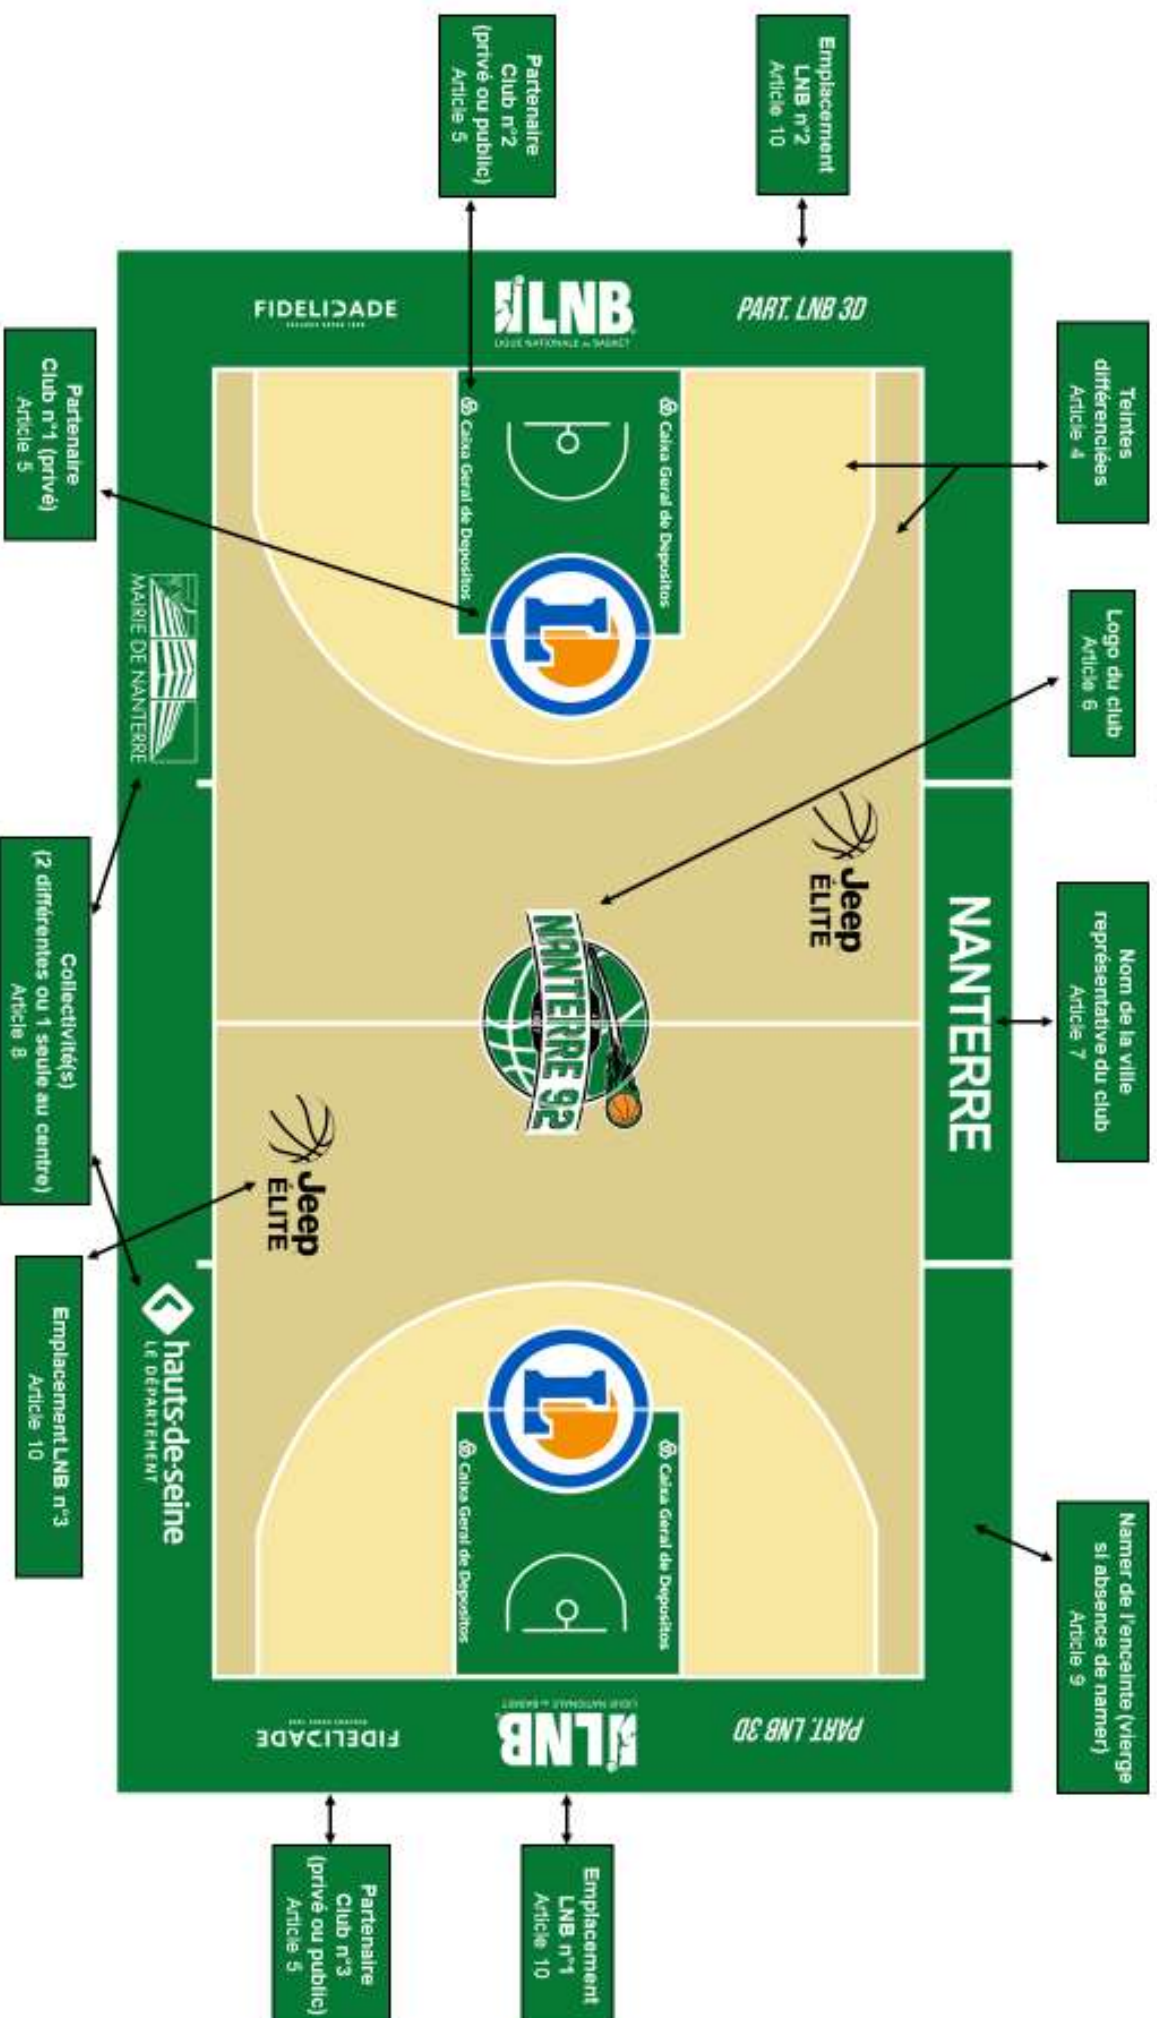 Teintes
différenciées
Article 4
Logo du club
Article 6
Nom de la ville
représentative du club
Article 7
Namer de l'enceinte (vierge
si absence de namer)
Article 9
Emplacement
LNB n°2
Article 10
Partenaire
Club n°2
(privé ou public)
Article 5
NANTERRE
PART. LNB 3D
LNB
LIGUE NATIONALE DE BASKET
FIDELIDADE
Caixa Geral de Depositos
Caixa Geral de Depositos
L
Jeep
ÉLITE
NANTERRE 92
Jeep
ÉLITE
L
Caixa Geral de Depositos
Caixa Geral de Depositos
PART. LNB 3D
LNB
LIGUE NATIONALE DE BASKET
FIDELIDADE
MAIRIE DE NANTERRE
hauts-de-seine
LE DÉPARTEMENT
Emplacement
LNB n°1
Article 10
Partenaire
Club n°3
(privé ou public)
Article 5
Partenaire
Club n°1 (privé)
Article 5
Collectivité(s)
(2 différentes ou 1 seule au centre)
Article 8
Emplacement LNB n°3
Article 10